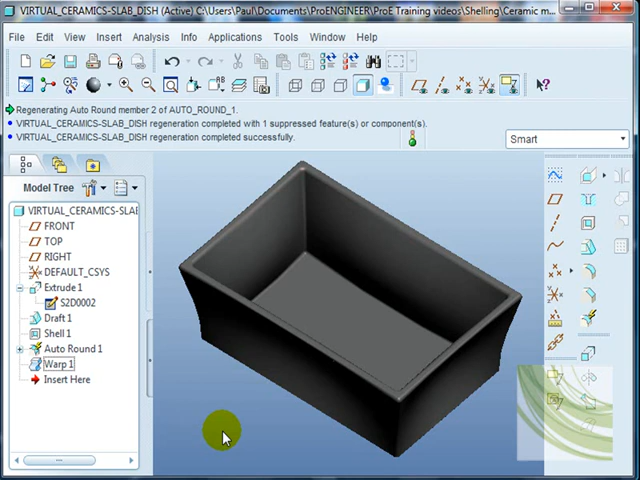 VIRTUAL_CERAMICS-SLAB_DISH (Active) C:\Users\Paul\Documents\ProENGINEER\ProE Training videos\Shelling\Ceramic m...
File Edit View Insert Analysis Info Applications Tools Window Help
Regenerating Auto Round member 2 of AUTO_ROUND_1.
VIRTUAL_CERAMICS-SLAB_DISH regeneration completed with 1 suppressed feature(s) or component(s).
VIRTUAL_CERAMICS-SLAB_DISH regeneration completed successfully.
Smart
Model Tree
VIRTUAL_CERAMICS-SLAB
FRONT
TOP
RIGHT
DEFAULT_CSYS
Extrude 1
S2D0002
Draft 1
Shell 1
Auto Round 1
Warp 1
Insert Here